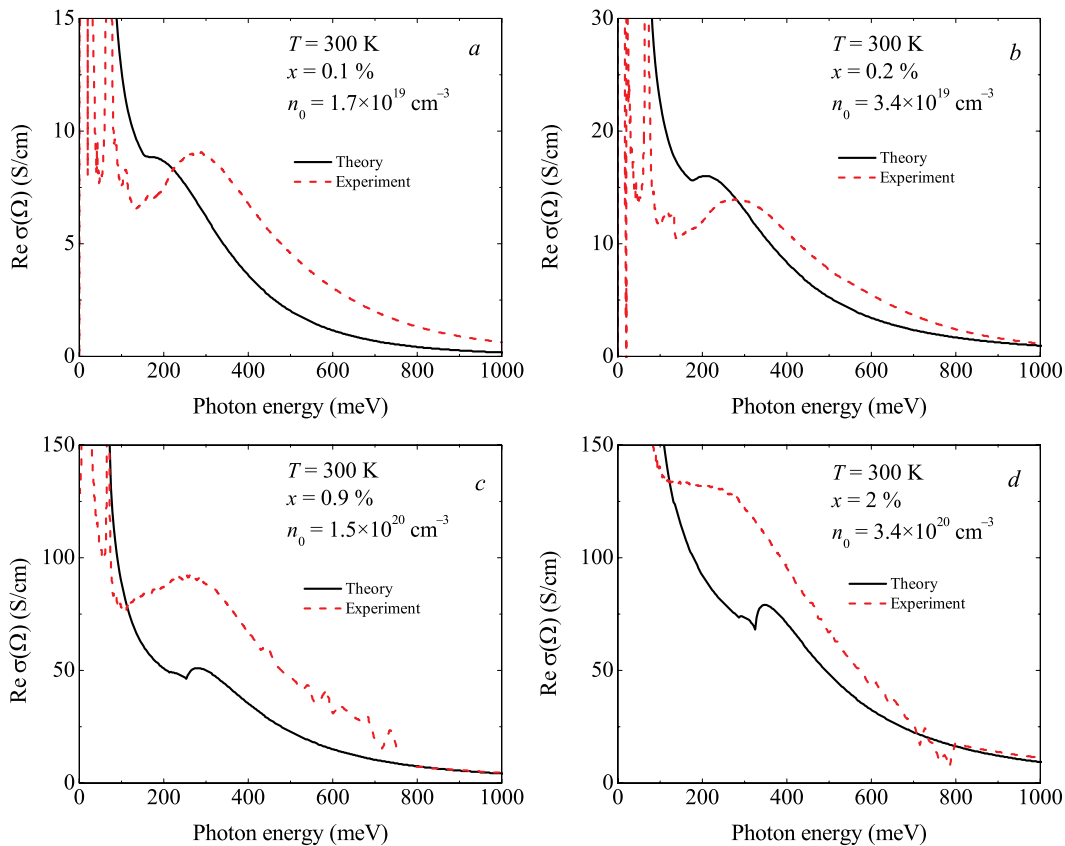 15
10
5
0
Re σ(Ω) (S/cm)
T = 300 K
a
x = 0.1 %
n0 = 1.7×10^19 cm^–3
Theory
Experiment
0 200 400 600 800 1000
Photon energy (meV)
30
20
10
0
Re σ(Ω) (S/cm)
T = 300 K
b
x = 0.2 %
n0 = 3.4×10^19 cm^–3
Theory
Experiment
0 200 400 600 800 1000
Photon energy (meV)
150
100
50
0
Re σ(Ω) (S/cm)
T = 300 K
c
x = 0.9 %
n0 = 1.5×10^20 cm^–3
Theory
Experiment
0 200 400 600 800 1000
Photon energy (meV)
150
100
50
0
Re σ(Ω) (S/cm)
T = 300 K
d
x = 2 %
n0 = 3.4×10^20 cm^–3
Theory
Experiment
0 200 400 600 800 1000
Photon energy (meV)